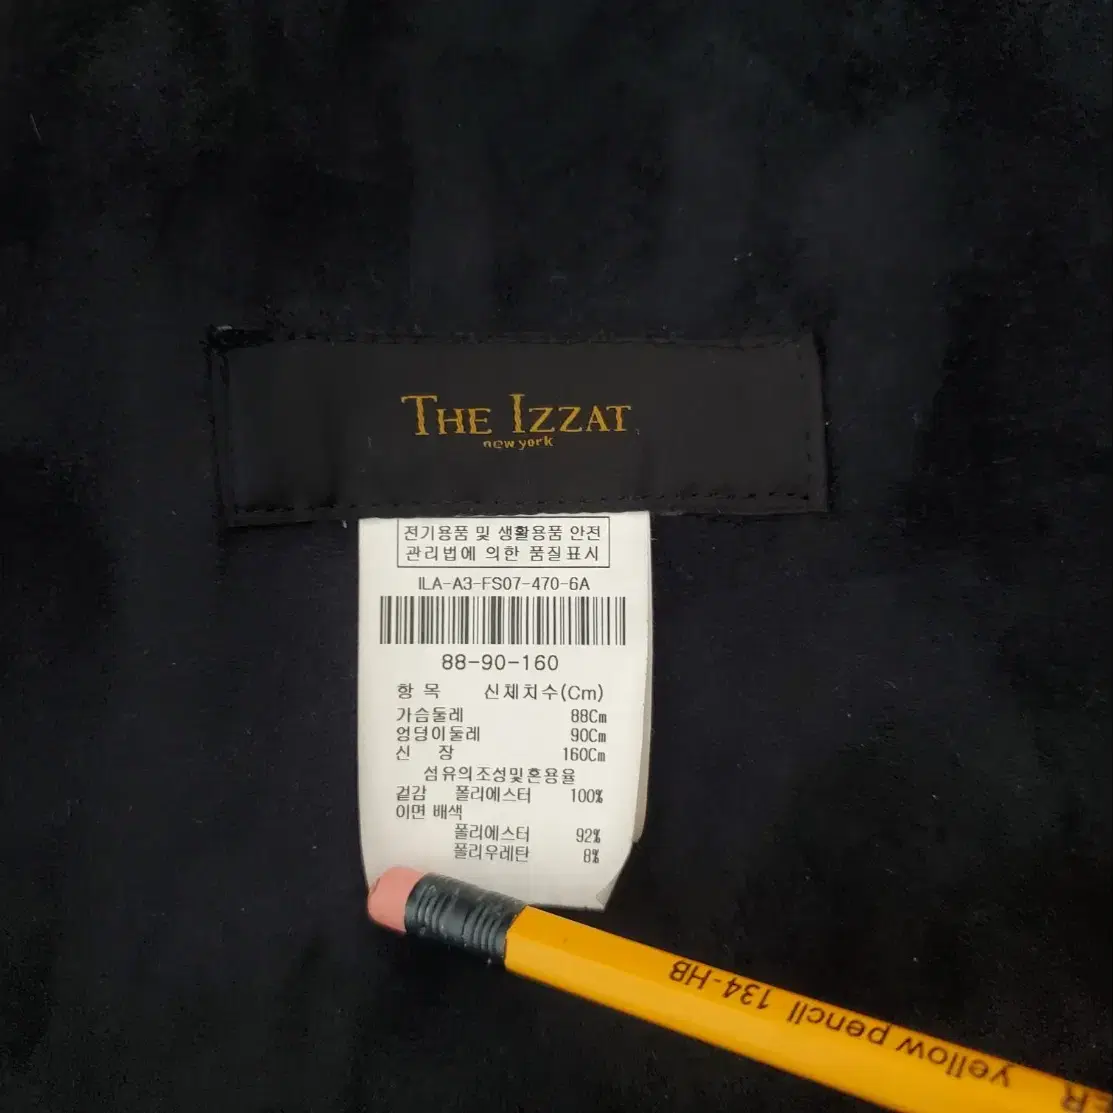 THE IZZAT
new york
전기용품 및 생활용품 안전
관리법에 의한 품질표시
ILA-A3-FS07-470-6A
88-90-160
항 목 신체치수(Cm)
가슴둘레 88Cm
엉덩이둘레 90Cm
신 장 160Cm
섬유의조성및혼용율
겉감 폴리에스터 100%
이면 배색
폴리에스터 92%
폴리우레탄 8%
yellow pencil 134-HB